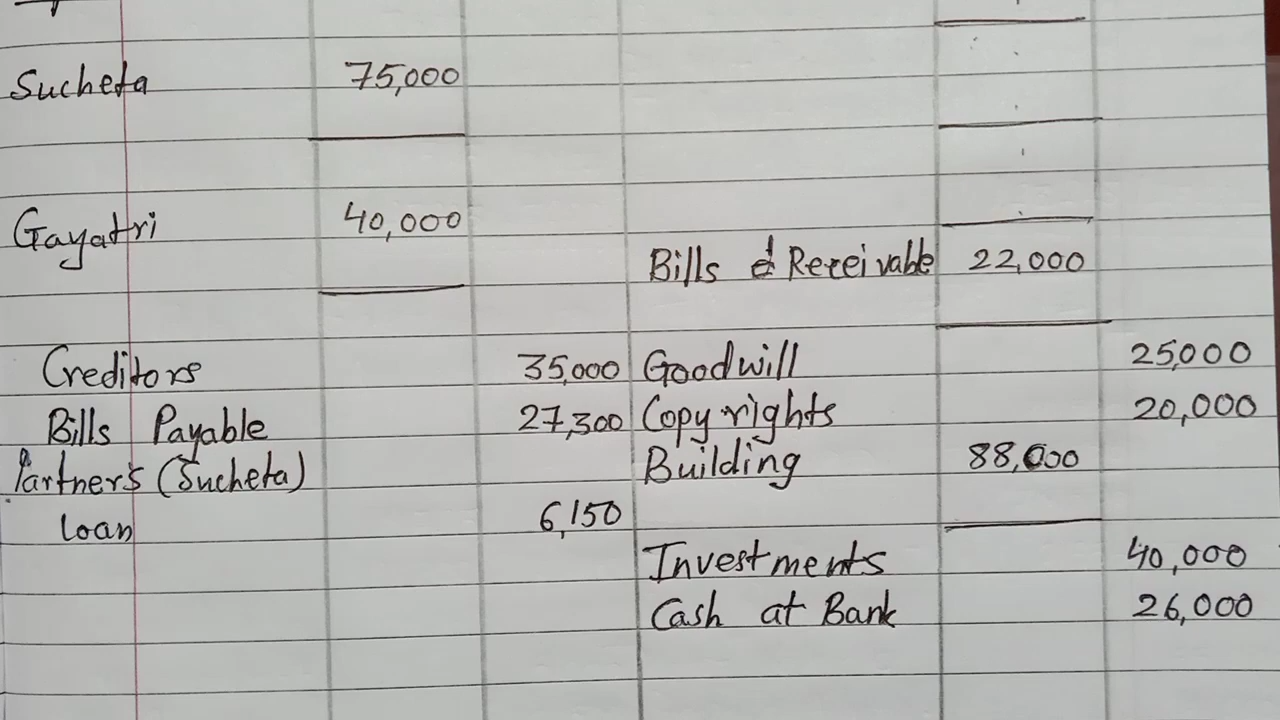 Sucheta 75,000
Gayatri 40,000
Bills & Receivable 22,000
Creditors 35,000 Goodwill 25,000
Bills Payable 27,300 Copy rights 20,000
Partner's (Sucheta) Building 88,000
loan 6,150
Investments 40,000
Cash at Bank 26,000